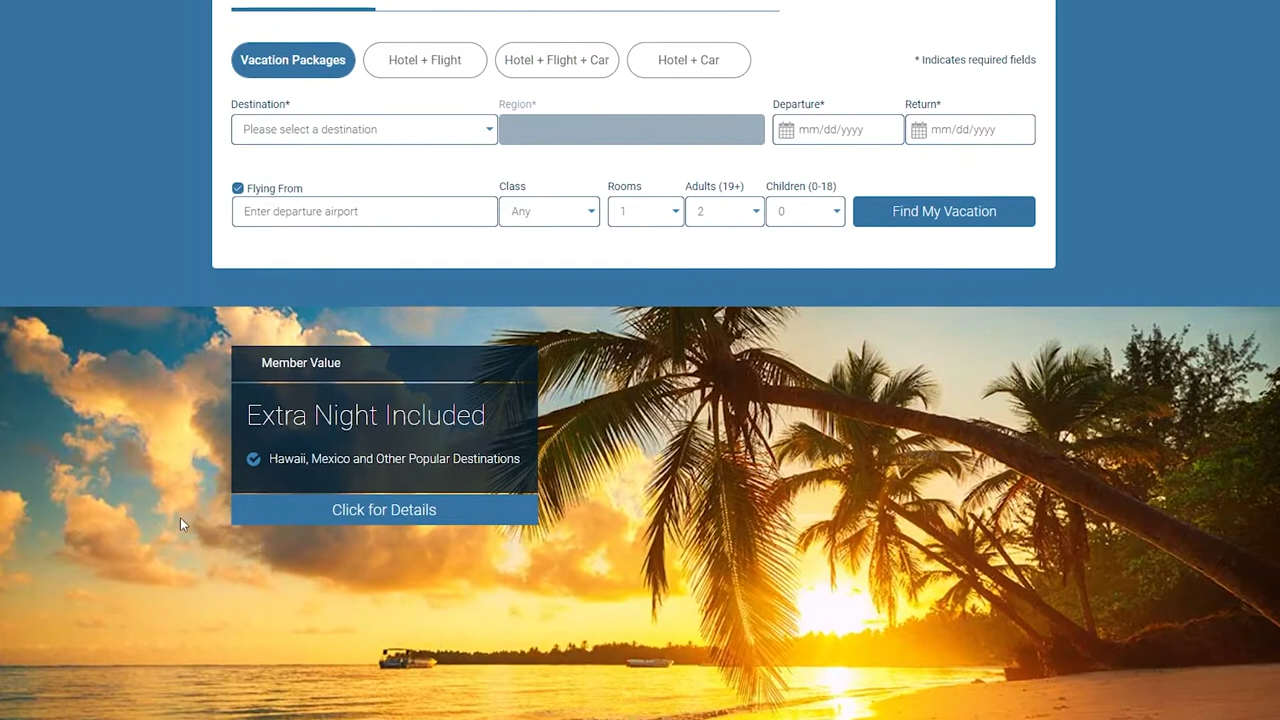 Vacation Packages
Hotel + Flight
Hotel + Flight + Car
Hotel + Car
* Indicates required fields
Destination*
Region*
Departure*
Return*
Please select a destination
mm/dd/yyyy
mm/dd/yyyy
Flying From
Class
Rooms
Adults (19+)
Children (0-18)
Enter departure airport
Any
1
2
0
Find My Vacation
Member Value
Extra Night Included
Hawaii, Mexico and Other Popular Destinations
Click for Details